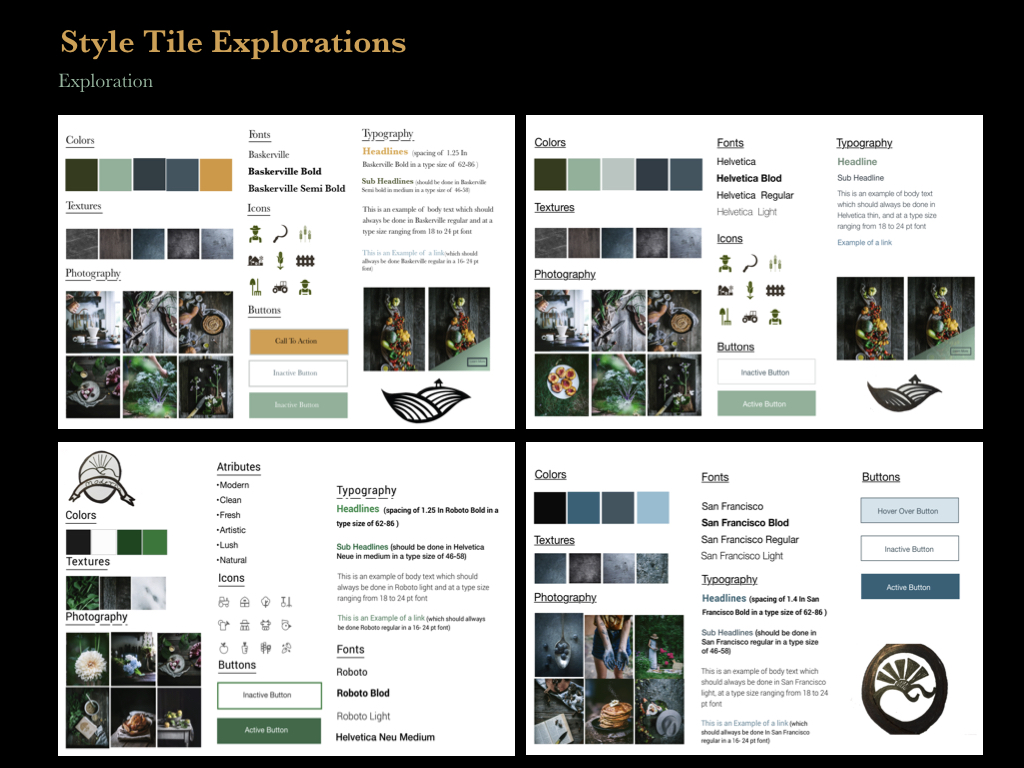 Style Tile Explorations
Exploration
Colors
Textures
Photography
Fonts
Baskerville
Baskerville Bold
Baskerville Semi Bold
Icons
Buttons
Call To Action
Inactive Button
Inactive Button
Typography
Headlines (spacing of 1.25 In
Baskerville Bold in a type size of 62-86 )
Sub Headlines (should be done in Baskerville
Semi bold in medium in a type size of 46-58)
This is an example of body text which should
always be done in Baskerville regular and at a
type size ranging from 18 to 24 pt font
This is an Example of a link(which should
allways be done Baskerville regular in a 16- 24 pt
font)
Colors
Textures
Photography
Fonts
Helvetica
Helvetica Blod
Helvetica Regular
Helvetica Light
Icons
Buttons
Inactive Button
Active Button
Typography
Headline
Sub Headline
This is an example of body text
which should always be done in
Helvetica thin, and at a type size
ranging from 18 to 24 pt font
Example of a link
Colors
Textures
Photography
Atributes
•Modern
•Clean
•Fresh
•Artistic
•Lush
•Natural
Icons
Buttons
Inactive Button
Active Button
Typography
Headlines (spacing of 1.25 In Roboto Bold in a
type size of 62-86 )
Sub Headlines (should be done in Helvetica
Neue in medium in a type size of 46-58)
This is an example of body text which should
always be done in Roboto light and at a type size
ranging from 18 to 24 pt font
This is an Example of a link (which should allways
be done Roboto regular in a 16- 24 pt font)
Fonts
Roboto
Roboto Blod
Roboto Light
Helvetica Neu Medium
Colors
Textures
Photography
Fonts
San Francisco
San Francisco Blod
San Francisco Regular
San Francisco Light
Typography
Headlines (spacing of 1.4 In San
Francisco Bold in a type size of 62-86 )
Sub Headlines (should be done in San
Francisco regular in a type size
of 46-58)
This is an example of body text which
should always be done in San Francisco
light, at a type size ranging from 18 to 24
pt font
This is an Example of a link (which
should allways be done In San Francisco
regular in a 16- 24 pt font)
Buttons
Hover Over Button
Inactive Button
Active Button